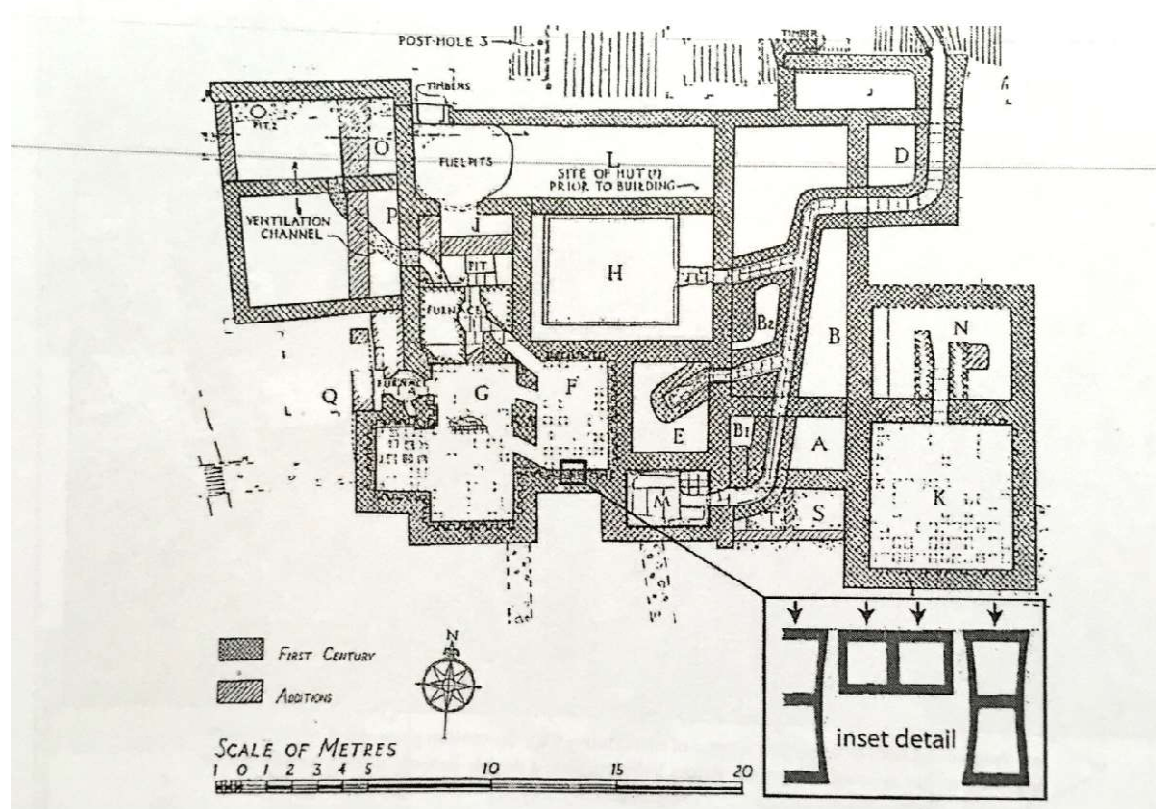 POST-HOLE 3
TIMBER
TIMBERS
O
PIT 2
O
FUEL PITS
L
SITE OF HUT (?)
PRIOR TO BUILDING
D
P
VENTILATION
CHANNEL
J
PIT
H
FURNACE
B2
B
N
FURNACE
Q
G
F
E
B1
A
M
K
T
S
FIRST CENTURY
ADDITIONS
N
SCALE OF METRES
1 0 1 2 3 4 5 10 15 20
inset detail